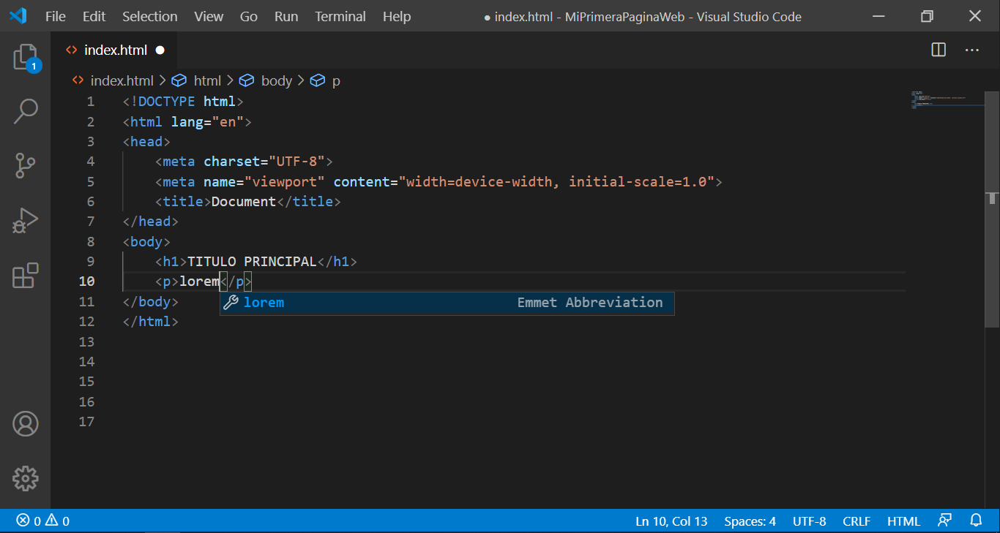 File Edit Selection View Go Run Terminal Help ● index.html - MiPrimeraPaginaWeb - Visual Studio Code
1
<> index.html ●
<> index.html > html > body > p
1 <!DOCTYPE html>
2 <html lang="en">
3 <head>
4 <meta charset="UTF-8">
5 <meta name="viewport" content="width=device-width, initial-scale=1.0">
6 <title>Document</title>
7 </head>
8 <body>
9 <h1>TITULO PRINCIPAL</h1>
10 <p>lorem</p>
11 </body>
lorem Emmet Abbreviation
12 </html>
13
14
15
16
17
0 0 Ln 10, Col 13 Spaces: 4 UTF-8 CRLF HTML